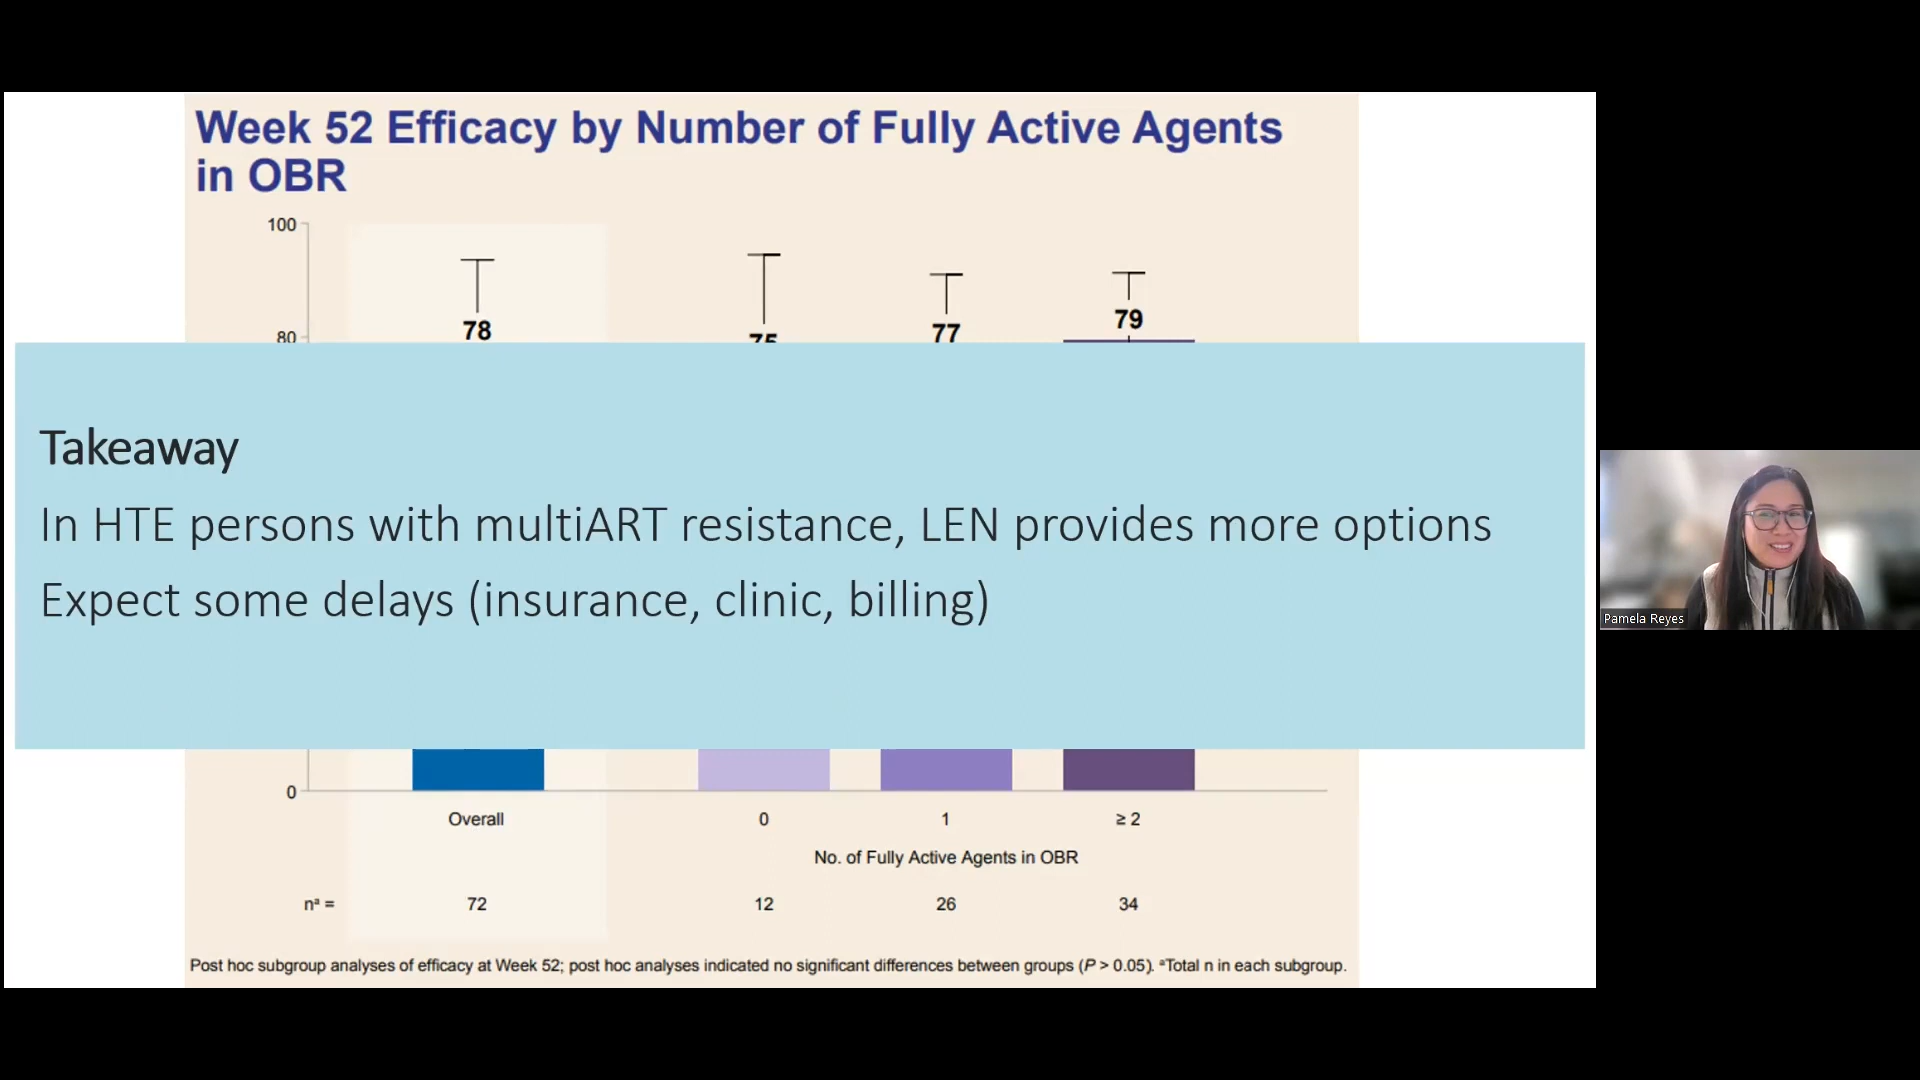 Week 52 Efficacy by Number of Fully Active Agents
in OBR
100
78
75
77
79
80
Takeaway
In HTE persons with multiART resistance, LEN provides more options
Expect some delays (insurance, clinic, billing)
Pamela Reyes
0
Overall
0
1
≥ 2
No. of Fully Active Agents in OBR
nª =
72
12
26
34
Post hoc subgroup analyses of efficacy at Week 52; post hoc analyses indicated no significant differences between groups (P > 0.05). ªTotal n in each subgroup.